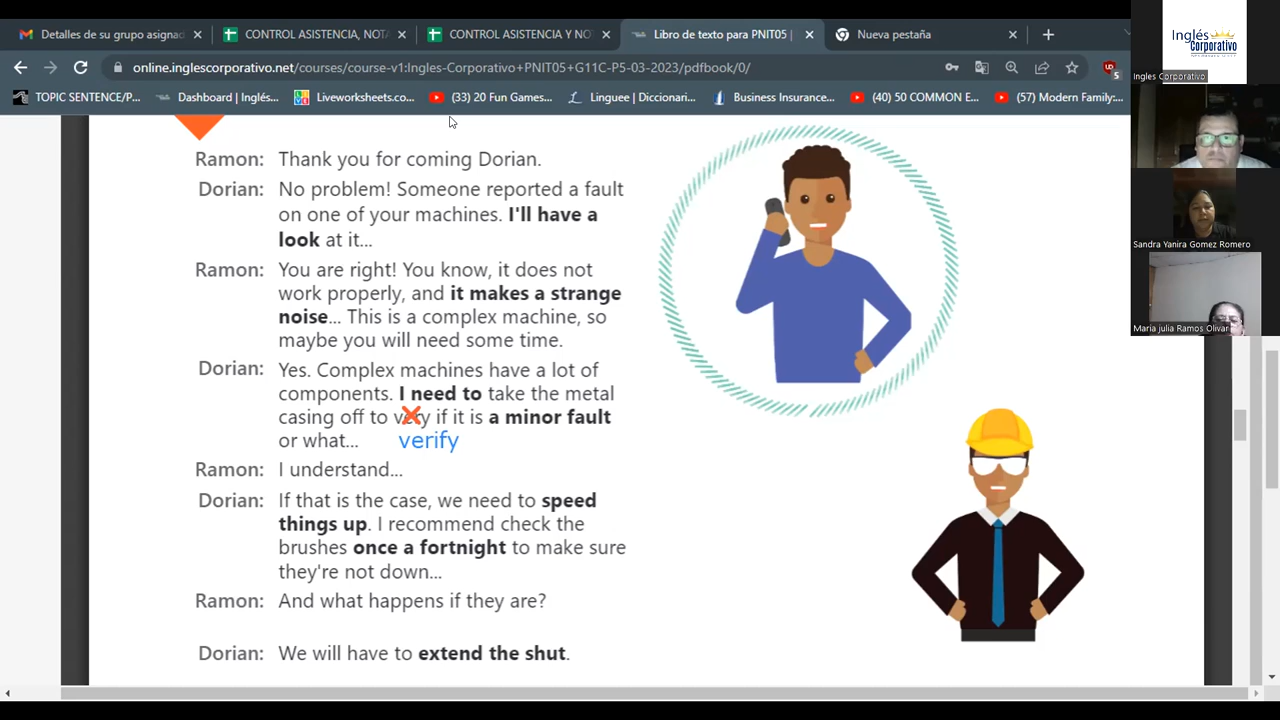 Detalles de su grupo asignad
CONTROL ASISTENCIA, NOTA
CONTROL ASISTENCIA Y NO
Libro de texto para PNIT05 |
Nueva pestaña
online.inglescorporativo.net/courses/course-v1:Ingles-Corporativo+PNIT05+G11C-P5-03-2023/pdfbook/0/
5
TOPIC SENTENCE/P...
Dashboard | Inglés...
Liveworksheets.co...
(33) 20 Funniest Comme...
Linguee | Diccionari...
Business Insurance...
(40) 50 COMMON E...
(57) Modern Family:...
Inglés
Corporativo
Ingles Corporativo
Sandra Yanira Gomez Romero
Maria julia Ramos Olivar
Ramon: Thank you for coming Dorian.
Dorian: No problem! Someone reported a fault
on one of your machines. I'll have a
look at it...
Ramon: You are right! You know, it does not
work properly, and it makes a strange
noise... This is a complex machine, so
maybe you will need some time.
Dorian: Yes. Complex machines have a lot of
components. I need to take the metal
casing off to very if it is a minor fault
or what... verify
Ramon: I understand...
Dorian: If that is the case, we need to speed
things up. I recommend check the
brushes once a fortnight to make sure
they're not down...
Ramon: And what happens if they are?
Dorian: We will have to extend the shut.